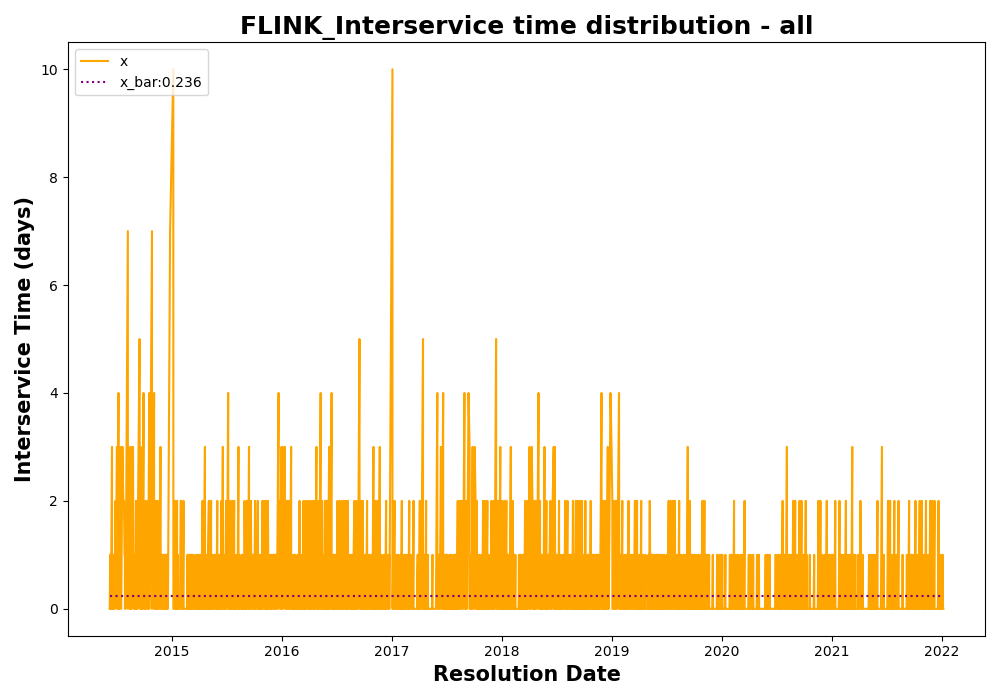 FLINK_Interservice time distribution - all
x
x_bar:0.236
10
8
6
4
2
0
Interservice Time (days)
2015 2016 2017 2018 2019 2020 2021 2022
Resolution Date